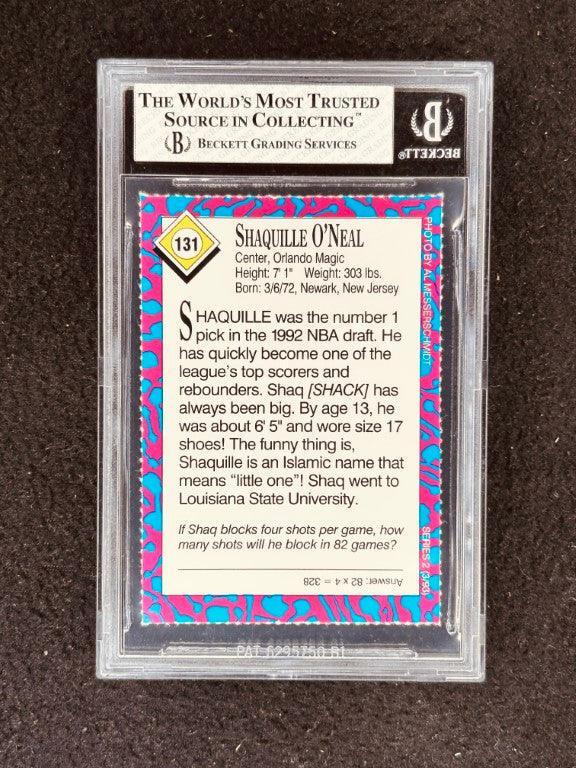 THE WORLD'S MOST TRUSTED
SOURCE IN COLLECTING™
B BECKETT GRADING SERVICES
B
BECKETT®
131
SHAQUILLE O'NEAL
Center, Orlando Magic
Height: 7' 1" Weight: 303 lbs.
Born: 3/6/72, Newark, New Jersey
SHAQUILLE was the number 1
pick in the 1992 NBA draft. He
has quickly become one of the
league's top scorers and
rebounders. Shaq [SHACK] has
always been big. By age 13, he
was about 6' 5" and wore size 17
shoes! The funny thing is,
Shaquille is an Islamic name that
means "little one"! Shaq went to
Louisiana State University.
If Shaq blocks four shots per game, how
many shots will he block in 82 games?
Answer: 82 x 4 = 328
PHOTO BY AL MESSERSCHMIDT
SERIES 2 (3/93)
PAT 6295750 B1